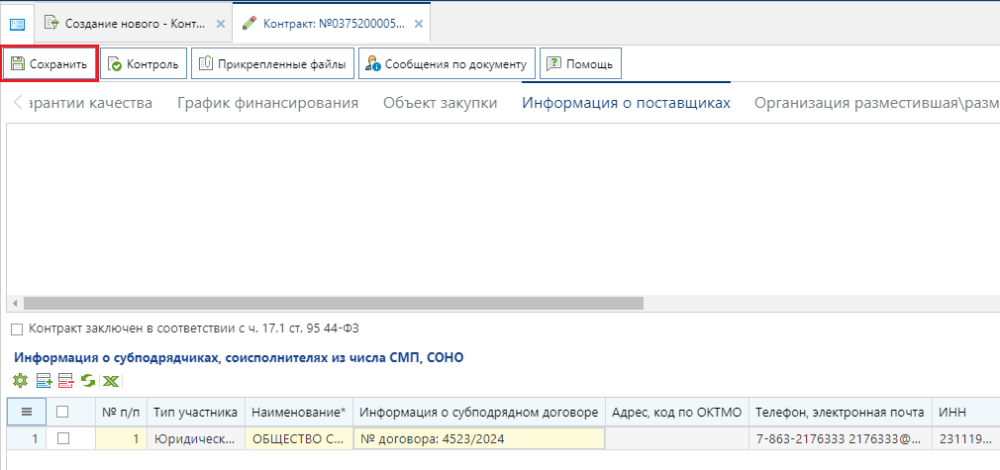 Создание нового - Конт... Контракт: №0375200005...
Сохранить Контроль Прикрепленные файлы Сообщения по документу Помощь
арантии качества График финансирования Объект закупки Информация о поставщиках Организация разместившая\разм
Контракт заключен в соответствии с ч. 17.1 ст. 95 44-ФЗ
Информация о субподрядчиках, соисполнителях из числа СМП, СОНО
№ п/п Тип участника Наименование* Информация о субподрядном договоре Адрес, код по ОКТМО Телефон, электронная почта ИНН
1 1 Юридическ... ОБЩЕСТВО С... № договора: 4523/2024 7-863-2176333 2176333@... 231119...